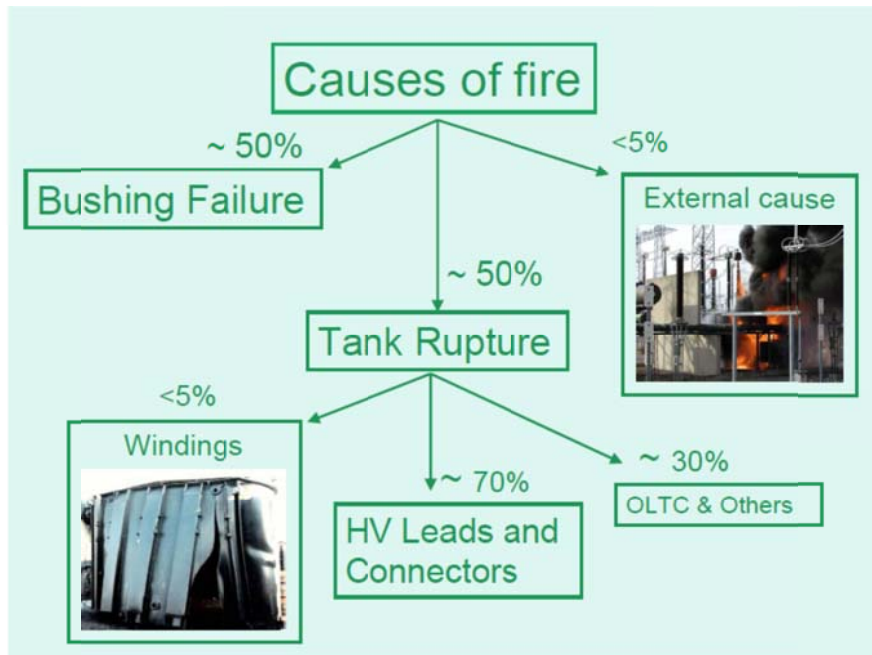 Causes of fire
~ 50%
<5%
Bushing Failure
External cause
~ 50%
Tank Rupture
<5%
Windings
~ 70%
~ 30%
HV Leads and
Connectors
OLTC & Others